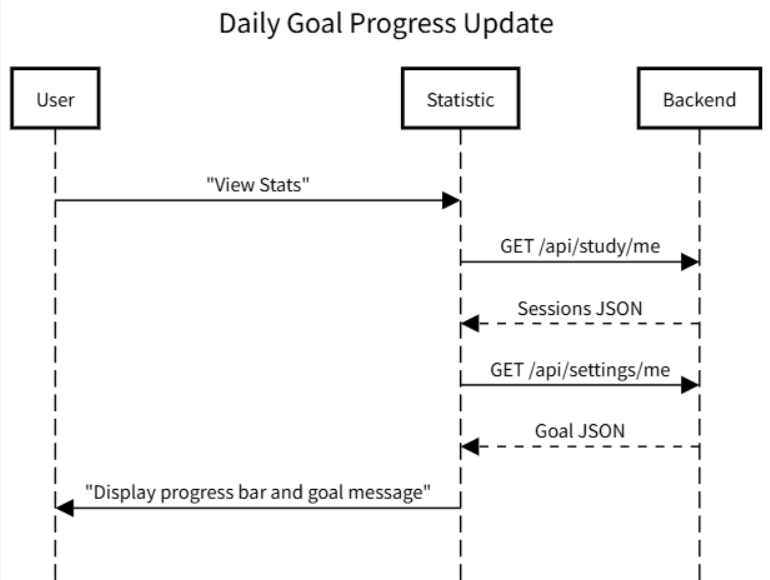 Daily Goal Progress Update
User
Statistic
Backend
"View Stats"
GET /api/study/me
Sessions JSON
GET /api/settings/me
Goal JSON
"Display progress bar and goal message"